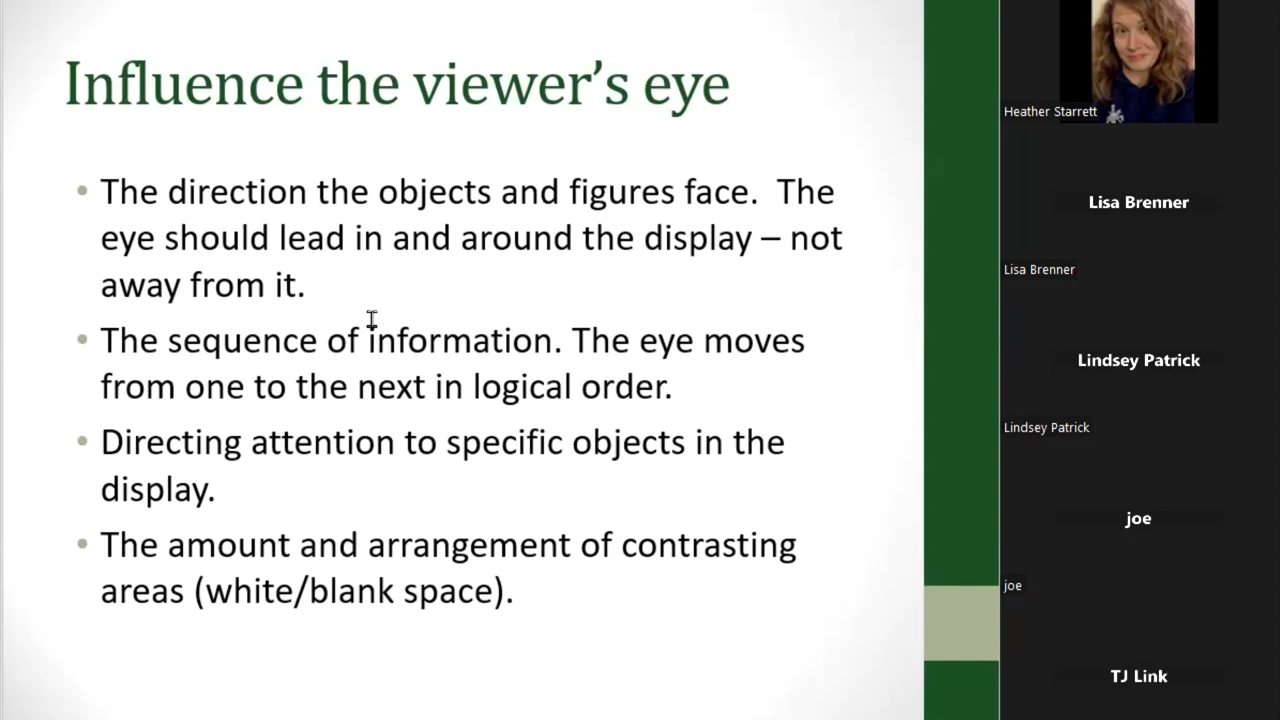 Influence the viewer's eye
• The direction the objects and figures face.  The
eye should lead in and around the display – not
away from it.
• The sequence of information. The eye moves
from one to the next in logical order.
• Directing attention to specific objects in the
display.
• The amount and arrangement of contrasting
areas (white/blank space).
Heather Starrett
Lisa Brenner
Lisa Brenner
Lindsey Patrick
Lindsey Patrick
joe
joe
TJ Link